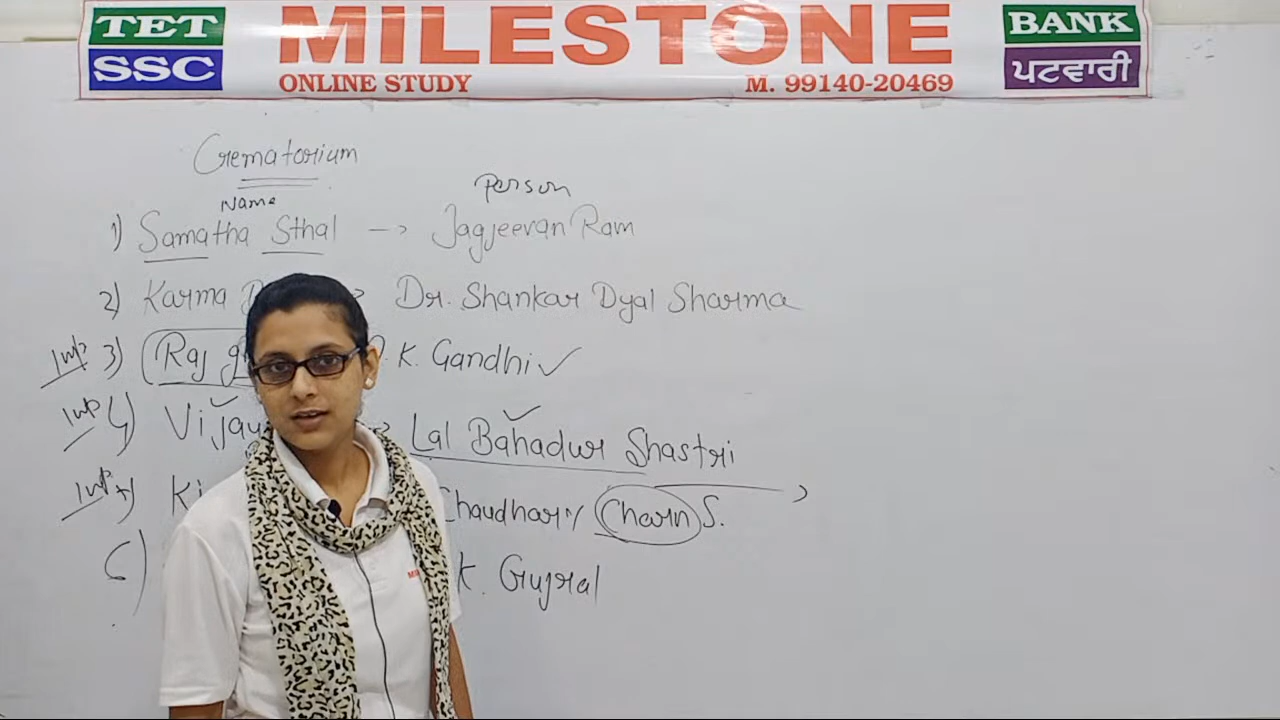 TET MILESTONE BANK
SSC ONLINE STUDY M. 99140-20469 ਪਟਵਾਰੀ
Crematorium
Name Person
1) Samatha Sthal -> Jagjeevan Ram
2) Karma Dr. Shankar Dyal Sharma
Imp 3) Raj K. Gandhi ✓
Imp 4) Vijay -> Lal Bahadur Shastri
Imp Ki Chaudhary Charn S.
6) K. Gujral